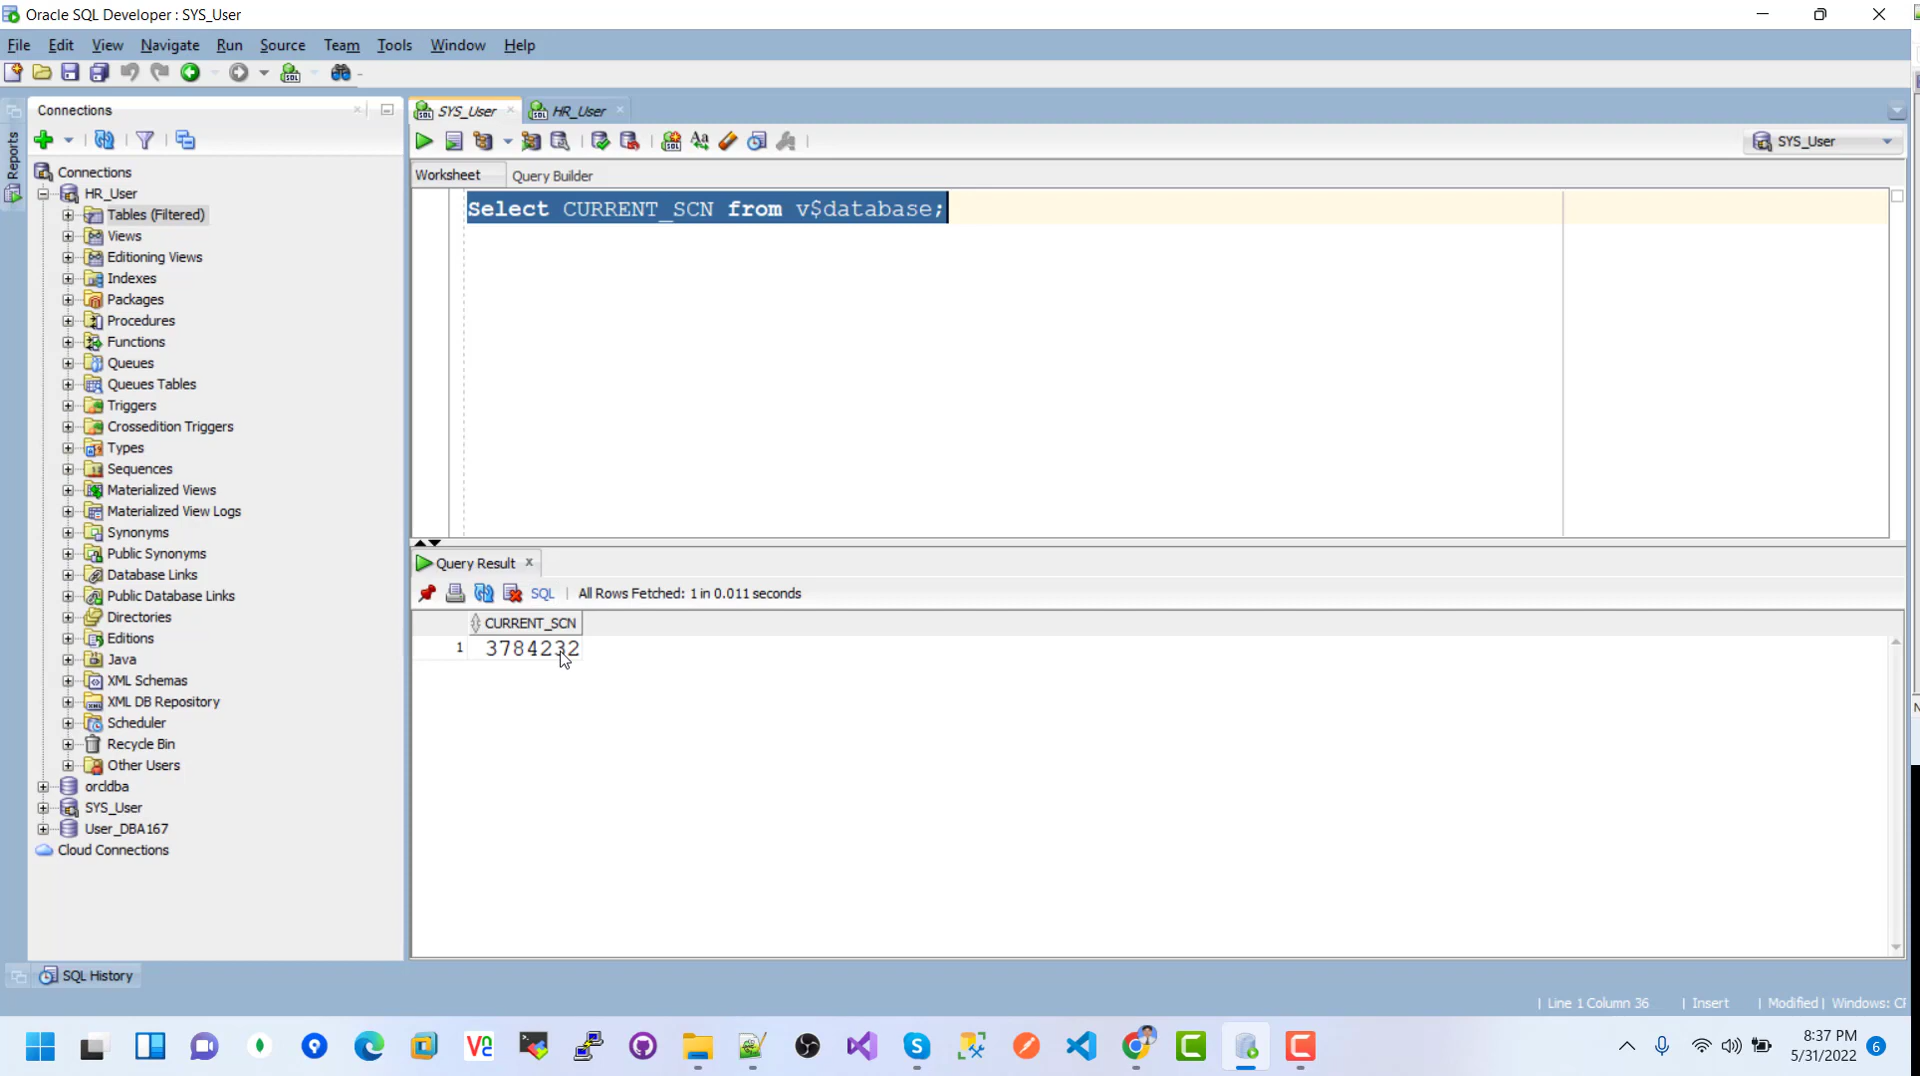 Oracle SQL Developer : SYS_User
File Edit View Navigate Run Source Team Tools Window Help
Connections
SYS_User
HR_User
Reports
SYS_User
Worksheet
Query Builder
Connections
HR_User
Tables (Filtered)
Views
Editioning Views
Indexes
Packages
Procedures
Functions
Queues
Queues Tables
Triggers
Crossedition Triggers
Types
Sequences
Materialized Views
Materialized View Logs
Synonyms
Public Synonyms
Database Links
Public Database Links
Directories
Editions
Java
XML Schemas
XML DB Repository
Scheduler
Recycle Bin
Other Users
orcldba
SYS_User
User_DBA167
Cloud Connections
Select CURRENT_SCN from v$database;
Query Result
SQL | All Rows Fetched: 1 in 0.011 seconds
CURRENT_SCN
1 3784232
SQL History
| Line 1 Column 36 | Insert | Modified | Windows: CF
8:37 PM
5/31/2022
6